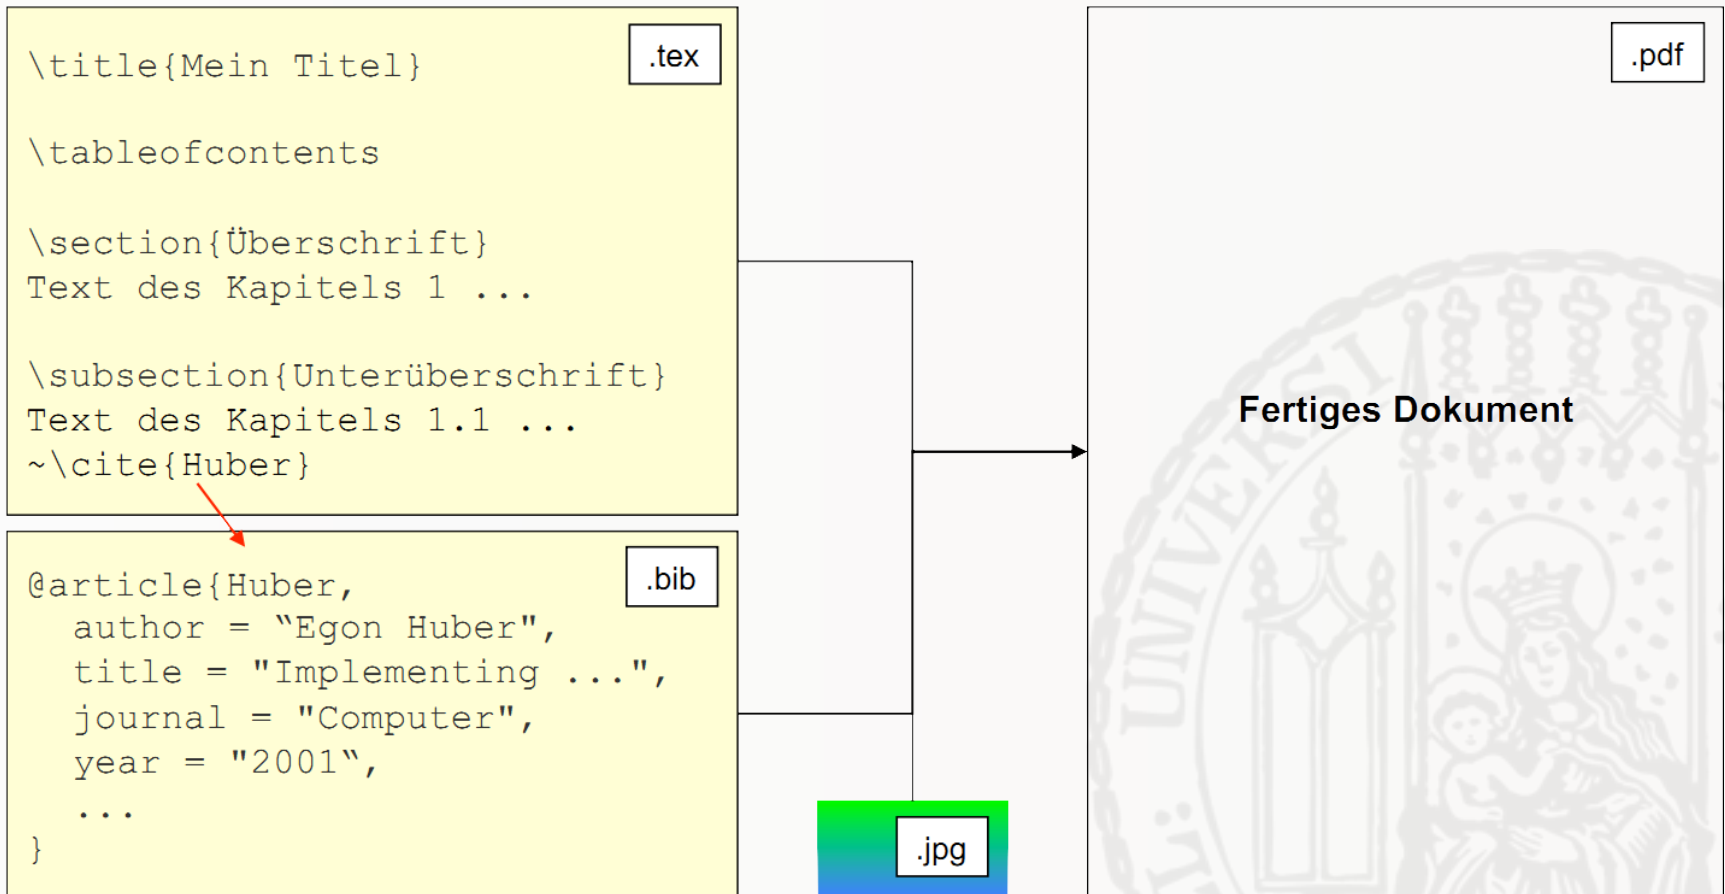 \title{Mein Titel}
.tex
\tableofcontents
\section{Überschrift}
Text des Kapitels 1 ...
\subsection{Unterüberschrift}
Text des Kapitels 1.1 ...
~\cite{Huber}
.bib
@article{Huber,
author = “Egon Huber",
title = "Implementing ...",
journal = "Computer",
year = "2001“,
...
}
.jpg
.pdf
Fertiges Dokument